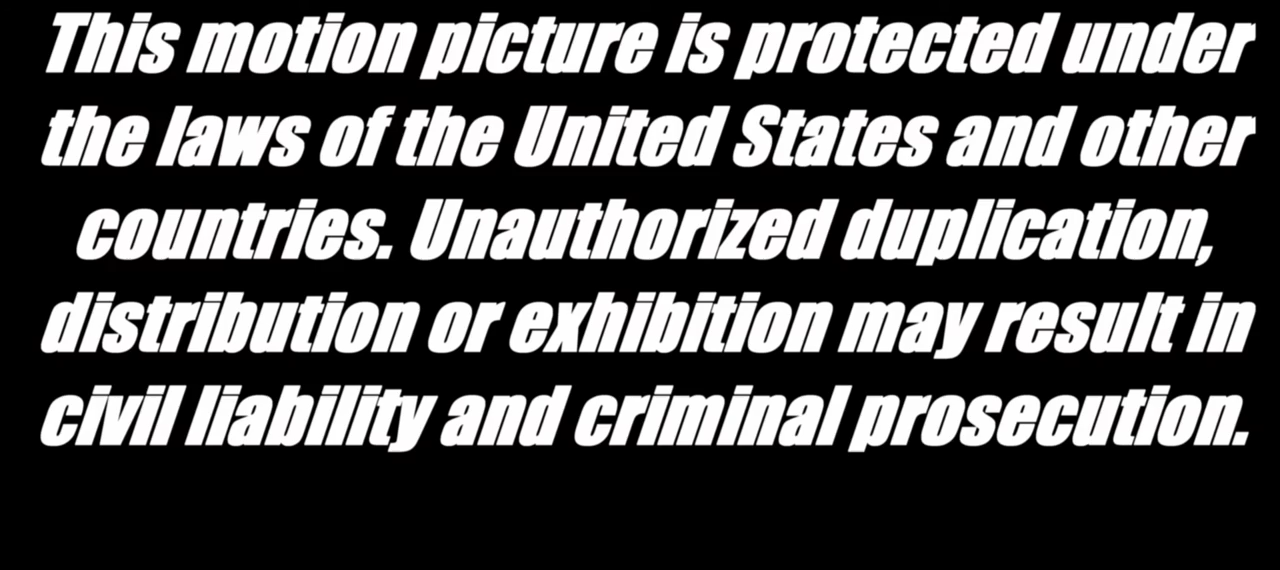 This motion picture is protected under
the laws of the United States and other
countries. Unauthorized duplication,
distribution or exhibition may result in
civil liability and criminal prosecution.